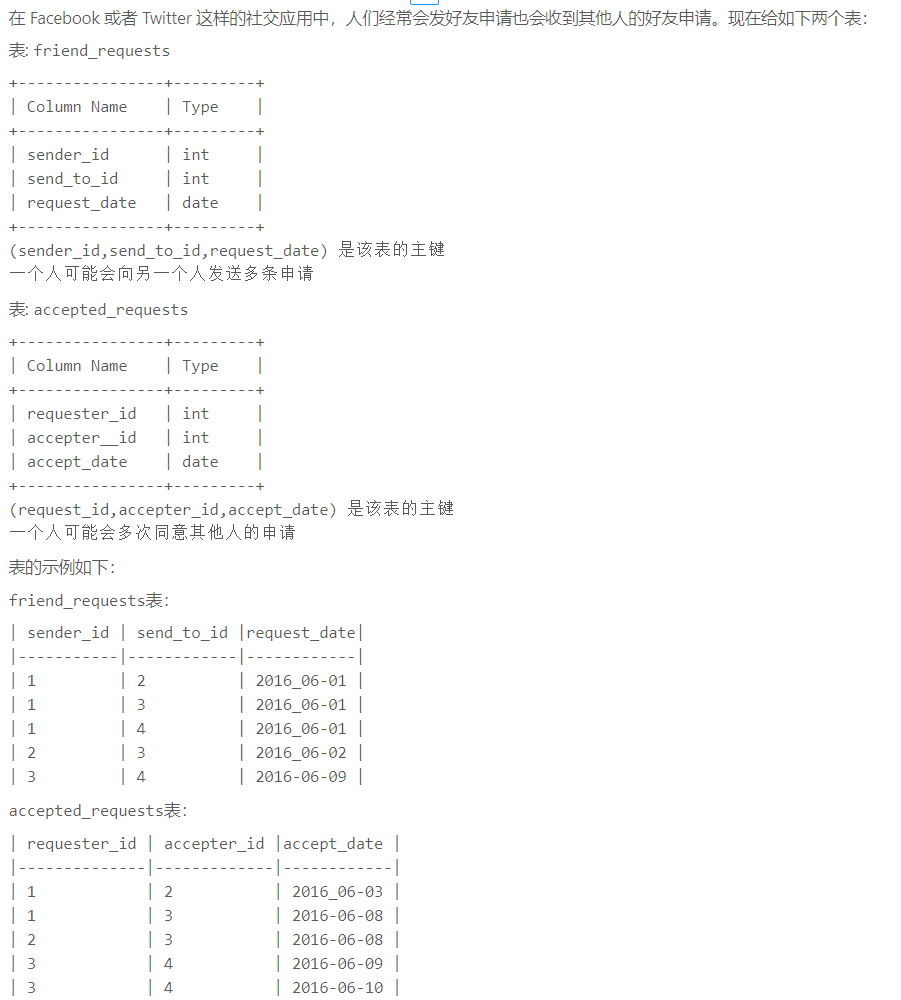 在 Facebook 或者 Twitter 这样的社交应用中，人们经常会发好友申请也会收到其他人的好友申请。现在给如下两个表：
表: friend_requests
+----------------+---------+
| Column Name    | Type    |
+----------------+---------+
| sender_id      | int     |
| send_to_id     | int     |
| request_date   | date    |
+----------------+---------+
(sender_id,send_to_id,request_date) 是该表的主键
一个人可能会向另一个人发送多条申请
表: accepted_requests
+----------------+---------+
| Column Name    | Type    |
+----------------+---------+
| requester_id   | int     |
| accepter__id   | int     |
| accept_date    | date    |
+----------------+---------+
(request_id,accepter_id,accept_date) 是该表的主键
一个人可能会多次同意其他人的申请
表的示例如下：
friend_requests表：
| sender_id | send_to_id |request_date|
|-----------|------------|------------|
| 1         | 2          | 2016_06-01 |
| 1         | 3          | 2016_06-01 |
| 1         | 4          | 2016_06-01 |
| 2         | 3          | 2016_06-02 |
| 3         | 4          | 2016-06-09 |
accepted_requests表：
| requester_id | accepter_id |accept_date |
|--------------|-------------|------------|
| 1            | 2           | 2016_06-03 |
| 1            | 3           | 2016-06-08 |
| 2            | 3           | 2016-06-08 |
| 3            | 4           | 2016-06-09 |
| 3            | 4           | 2016-06-10 |